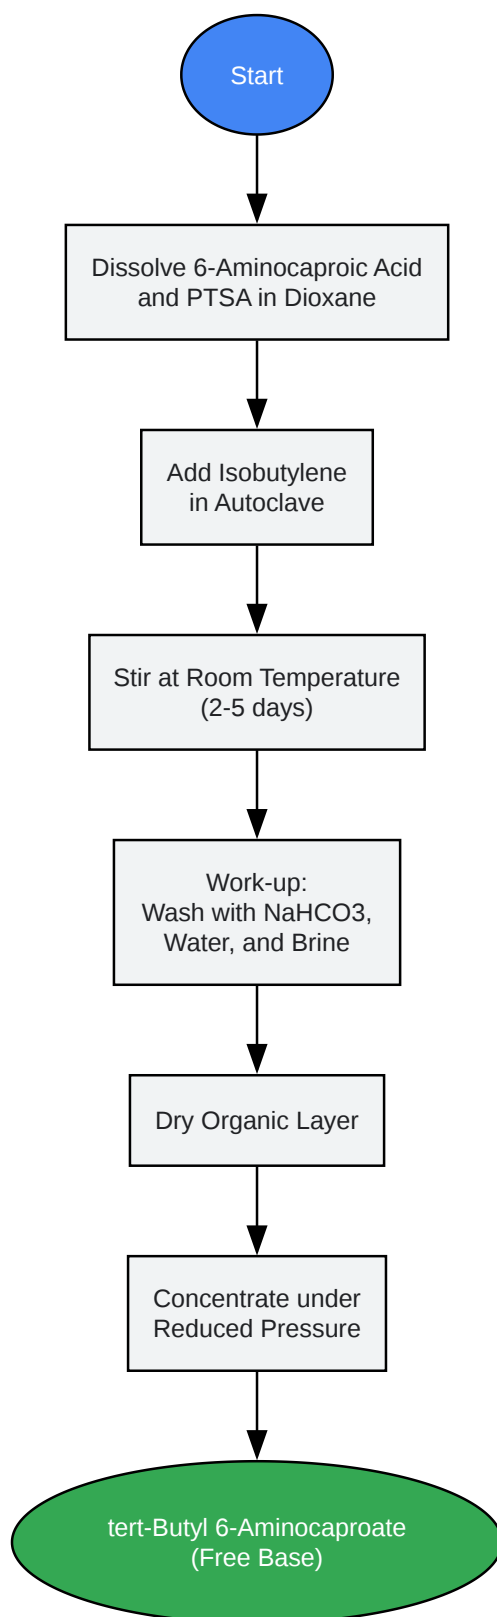 Start
Dissolve 6-Aminocaproic Acid
and PTSA in Dioxane
Add Isobutylene
in Autoclave
Stir at Room Temperature
(2-5 days)
Work-up:
Wash with NaHCO3,
Water, and Brine
Dry Organic Layer
Concentrate under
Reduced Pressure
tert-Butyl 6-Aminocaproate
(Free Base)